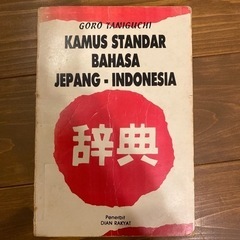 GORO TANIGUCHI
KAMUS STANDAR
BAHASA
JEPANG - INDONESIA
辞典
Penerbit
DIAN RAKYAT